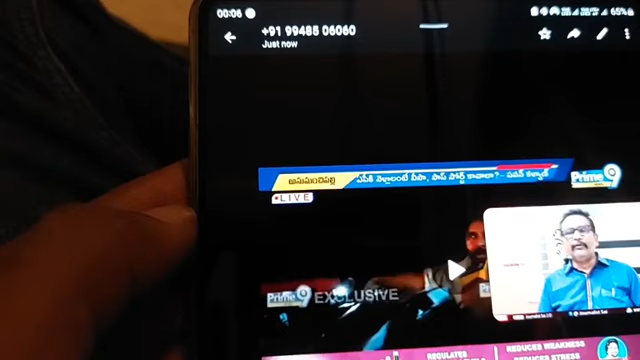 00:06
65%
+91 99485 06060
Just now
అనుమంచిపల్లి
ఏపీకి వెళ్లాలంటే వీసా, పాస్ పోర్ట్ కావాలా? - పవన్ కళ్యాణ్
Prime9
LIVE
Prime9 EXCLUSIVE
REGULATES
REDUCES WEAKNESS
REDUCES STRESS